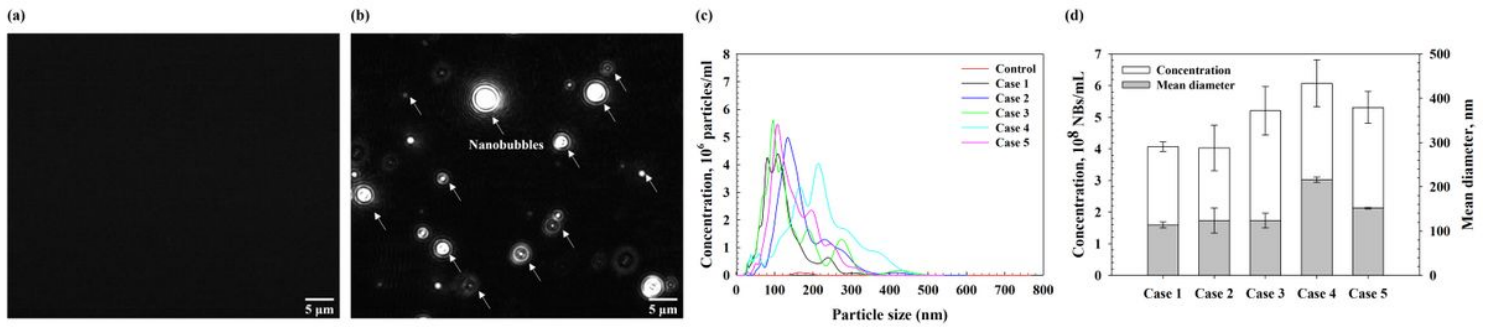 (a)
(b)
(c)
(d)
5 µm
Nanobubbles
5 µm
Concentration, 10⁶ particles/ml
8
7
6
5
4
3
2
1
0
0 100 200 300 400 500 600 700 800
Particle size (nm)
Control
Case 1
Case 2
Case 3
Case 4
Case 5
Concentration, 10⁸ NBs/mL
7
6
5
4
3
2
1
0
Concentration
Mean diameter
Case 1 Case 2 Case 3 Case 4 Case 5
500
400
300
200
100
0
Mean diameter, nm